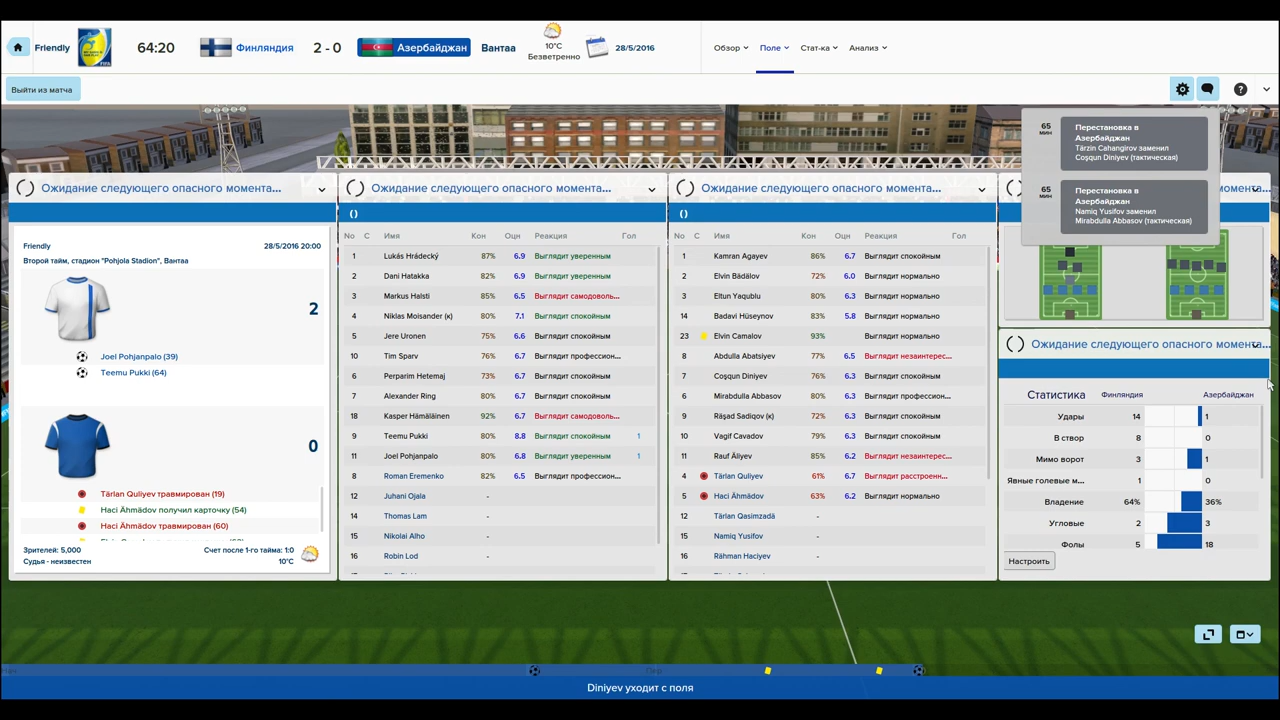 Friendly
64:20
Финляндия
2 - 0
Азербайджан
Вантаа
10°C
Безветренно
28/5/2016
Обзор
Поле
Стат-ка
Анализ
Выйти из матча
65 мин
Перестановка в Азербайджан
Tärzin Cahangirov заменил
Coşqun Diniyev (тактическая)
65 мин
Перестановка в Азербайджан
Namiq Yusifov заменил
Mirabdulla Abbasov (тактическая)
Ожидание следующего опасного момента...
Friendly 28/5/2016 20:00
Второй тайм, стадион "Pohjola Stadion", Вантаа
2
Joel Pohjanpalo (39)
Teemu Pukki (64)
0
Tärlan Quliyev травмирован (19)
Haci Ähmädov получил карточку (54)
Haci Ähmädov травмирован (60)
Зрителей: 5,000 Счет после 1-го тайма: 1:0
Судья - неизвестен 10°C
Ожидание следующего опасного момента...
()
No С Имя Кон Оцн Реакция Гол
1 Lukás Hrádecký 87% 6.9 Выглядит уверенным
2 Dani Hatakka 82% 6.9 Выглядит уверенным
3 Markus Halsti 85% 6.5 Выглядит самодоволь...
4 Niklas Moisander (к) 80% 7.1 Выглядит спокойным
5 Jere Uronen 75% 6.6 Выглядит спокойным
10 Tim Sparv 76% 6.7 Выглядит профессион...
6 Perparim Hetemaj 73% 6.7 Выглядит спокойным
7 Alexander Ring 80% 6.7 Выглядит спокойным
18 Kasper Hämäläinen 92% 6.7 Выглядит самодоволь...
9 Teemu Pukki 80% 8.8 Выглядит спокойным 1
11 Joel Pohjanpalo 80% 6.8 Выглядит уверенным 1
8 Roman Eremenko 82% 6.5 Выглядит профессион...
12 Juhani Ojala -
14 Thomas Lam -
15 Nikolai Alho -
16 Robin Lod -
Ожидание следующего опасного момента...
()
No С Имя Кон Оцн Реакция Гол
1 Kamran Agayev 86% 6.7 Выглядит спокойным
2 Elvin Bädälov 72% 6.0 Выглядит нормально
3 Eltun Yaqublu 80% 6.3 Выглядит нормально
14 Badavi Hüseynov 83% 5.8 Выглядит нормально
23 Elvin Camalov 93% Выглядит нормально
8 Abdulla Abatsiyev 77% 6.5 Выглядит незаинтерес...
7 Coşqun Diniyev 76% 6.3 Выглядит спокойным
6 Mirabdulla Abbasov 80% 6.3 Выглядит профессион...
9 Räşad Sadiqov (к) 72% 6.3 Выглядит спокойным
10 Vagif Cavadov 79% 6.3 Выглядит спокойным
11 Rauf Äliyev 85% 6.2 Выглядит незаинтерес...
4 Tärlan Quliyev 61% 6.7 Выглядит расстроенн...
5 Haci Ähmädov 63% 6.2 Выглядит нормально
12 Tärlan Qasimzadä -
15 Namiq Yusifov -
16 Rähman Haciyev -
Ожидание следующего опасного момента...
Статистика Финляндия Азербайджан
Удары 14 1
В створ 8 0
Мимо ворот 3 1
Явные голевые м... 1 0
Владение 64% 36%
Угловые 2 3
Фолы 5 18
Настроить
Diniyev уходит с поля